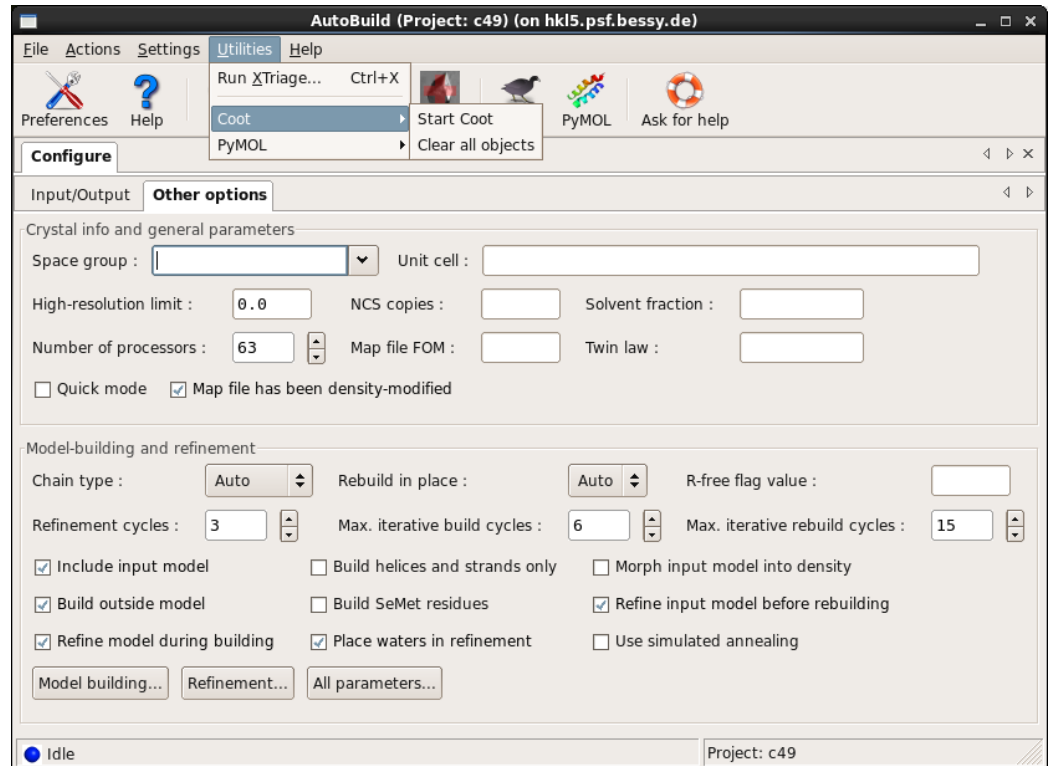 AutoBuild (Project: c49) (on hkl5.psf.bessy.de)
File Actions Settings Utilities Help
Run XTriage... Ctrl+X
Coot
PyMOL
Start Coot
Clear all objects
Preferences Help PyMOL Ask for help
Configure
Input/Output Other options
Crystal info and general parameters
Space group : Unit cell :
High-resolution limit : 0.0 NCS copies : Solvent fraction :
Number of processors : 63 Map file FOM : Twin law :
Quick mode Map file has been density-modified
Model-building and refinement
Chain type : Auto Rebuild in place : Auto R-free flag value :
Refinement cycles : 3 Max. iterative build cycles : 6 Max. iterative rebuild cycles : 15
Include input model Build helices and strands only Morph input model into density
Build outside model Build SeMet residues Refine input model before rebuilding
Refine model during building Place waters in refinement Use simulated annealing
Model building... Refinement... All parameters...
Idle Project: c49